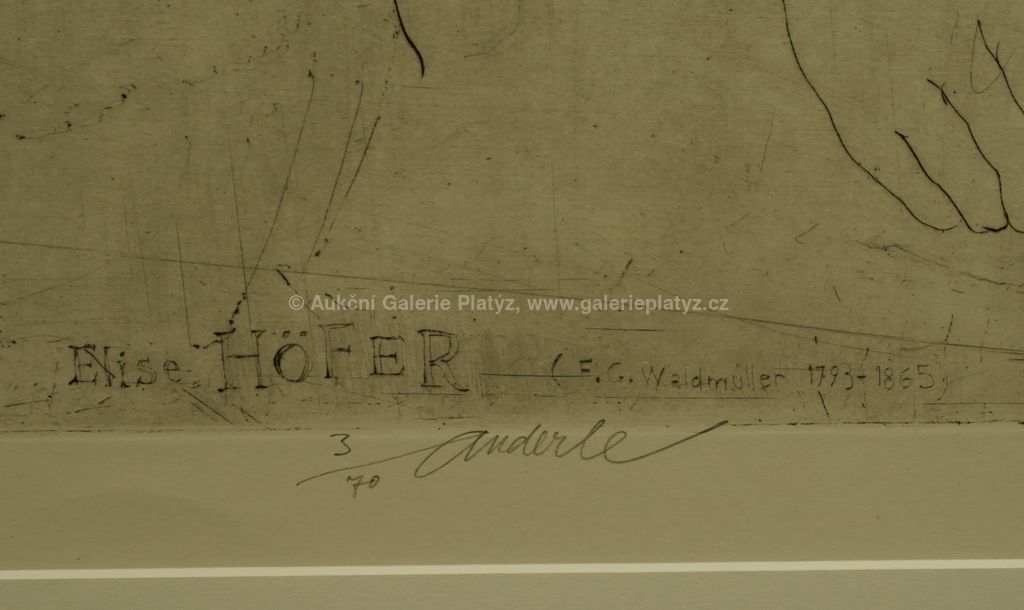 © Aukční Galerie Platýz, www.galerieplatyz.cz
Elise HÖFER (F.G. Waldmüller 1793-1865)
3/70 anderle